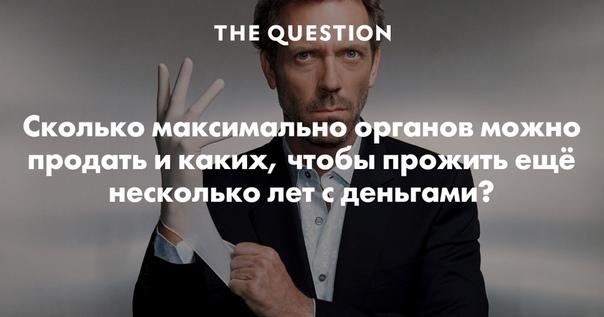 THE QUESTION
Сколько максимально органов можно
продать и каких, чтобы прожить ещё
несколько лет с деньгами?